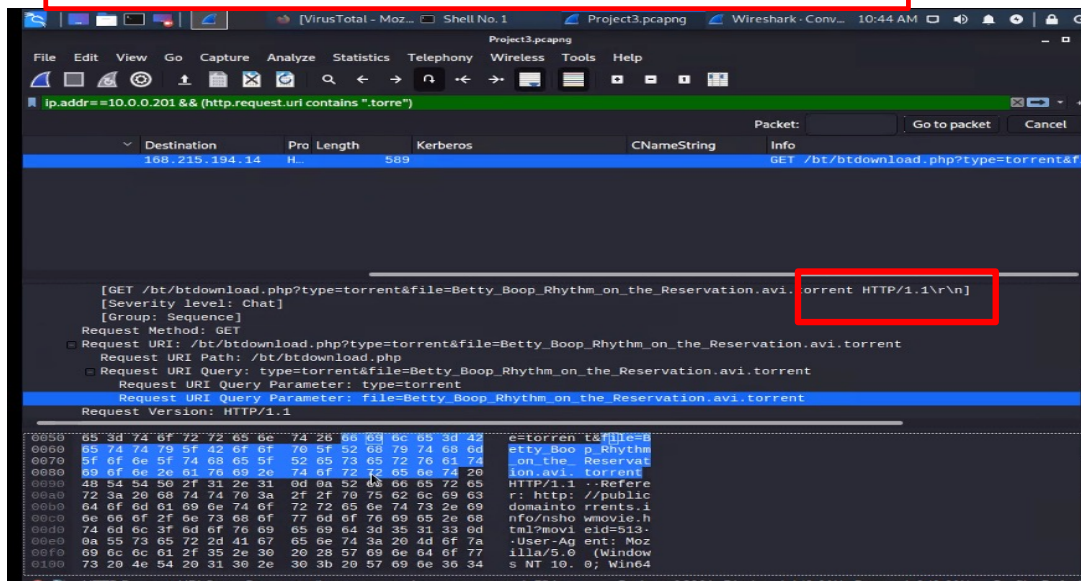 [VirusTotal - Moz... Shell No. 1 Project3.pcapng Wireshark · Conv... 10:44 AM
Project3.pcapng
File Edit View Go Capture Analyze Statistics Telephony Wireless Tools Help
ip.addr==10.0.0.201 && (http.request.uri contains ".torre")
Packet: Go to packet Cancel
Destination Pro Length Kerberos CNameString Info
168.215.194.14 H... 589 GET /bt/btdownload.php?type=torrent&f
[GET /bt/btdownload.php?type=torrent&file=Betty_Boop_Rhythm_on_the_Reservation.avi.torrent HTTP/1.1\r\n]
[Severity level: Chat]
[Group: Sequence]
Request Method: GET
Request URI: /bt/btdownload.php?type=torrent&file=Betty_Boop_Rhythm_on_the_Reservation.avi.torrent
Request URI Path: /bt/btdownload.php
Request URI Query: type=torrent&file=Betty_Boop_Rhythm_on_the_Reservation.avi.torrent
Request URI Query Parameter: type=torrent
Request URI Query Parameter: file=Betty_Boop_Rhythm_on_the_Reservation.avi.torrent
Request Version: HTTP/1.1
0050 65 3d 74 6f 72 72 65 6e 74 26 66 69 6c 65 3d 42 e=torren t&file=B
0060 65 74 74 79 5f 42 6f 6f 70 5f 52 68 79 74 68 6d etty_Boo p_Rhythm
0070 5f 6f 6e 5f 74 68 65 5f 52 65 73 65 72 76 61 74 _on_the_ Reservat
0080 69 6f 6e 2e 61 76 69 2e 74 6f 72 72 65 6e 74 20 ion.avi. torrent
0090 48 54 54 50 2f 31 2e 31 0d 0a 52 65 66 65 72 65 HTTP/1.1 ··Refere
00a0 72 3a 20 68 74 74 70 3a 2f 2f 70 75 62 6c 69 63 r: http: //public
00b0 64 6f 6d 61 69 6e 74 6f 72 72 65 6e 74 73 2e 69 domainto rrents.i
00c0 6e 66 6f 2f 6e 73 68 6f 77 6d 6f 76 69 65 2e 68 nfo/nsho wmovie.h
00d0 74 6d 6c 3f 6d 6f 76 69 65 69 64 3d 35 31 33 0d tml?movi eid=513·
00e0 0a 55 73 65 72 2d 41 67 65 6e 74 3a 20 4d 6f 7a ·User-Ag ent: Moz
00f0 69 6c 6c 61 2f 35 2e 30 20 28 57 69 6e 64 6f 77 illa/5.0 (Window
0100 73 20 4e 54 20 31 30 2e 30 3b 20 57 69 6e 36 34 s NT 10. 0; Win64